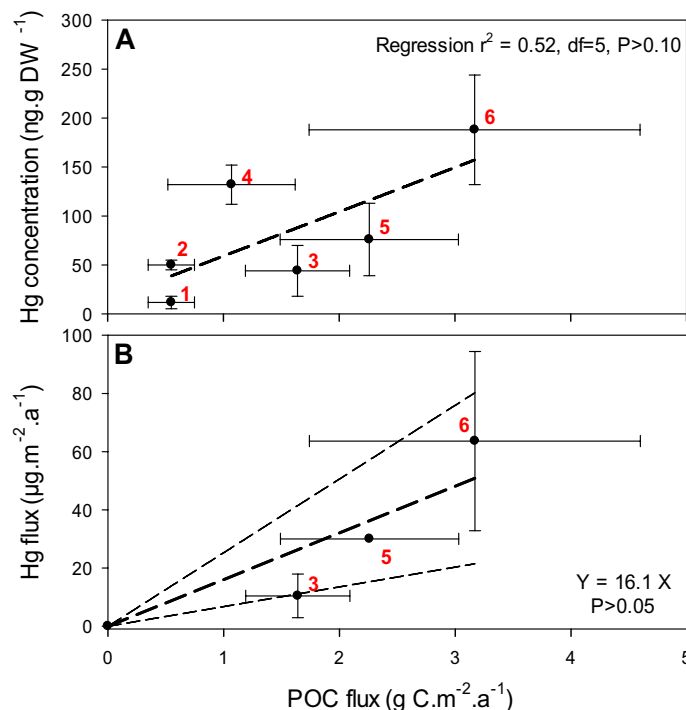 A
Regression r² = 0.52, df=5, P>0.10
Hg concentration (ng.g DW⁻¹)
300
250
200
150
100
50
0
6
4
5
2
3
1
B
Hg flux (µg.m⁻².a⁻¹)
100
80
60
40
20
0
6
5
3
Y = 16.1 X
P>0.05
0 1 2 3 4 5
POC flux (g C.m⁻².a⁻¹)